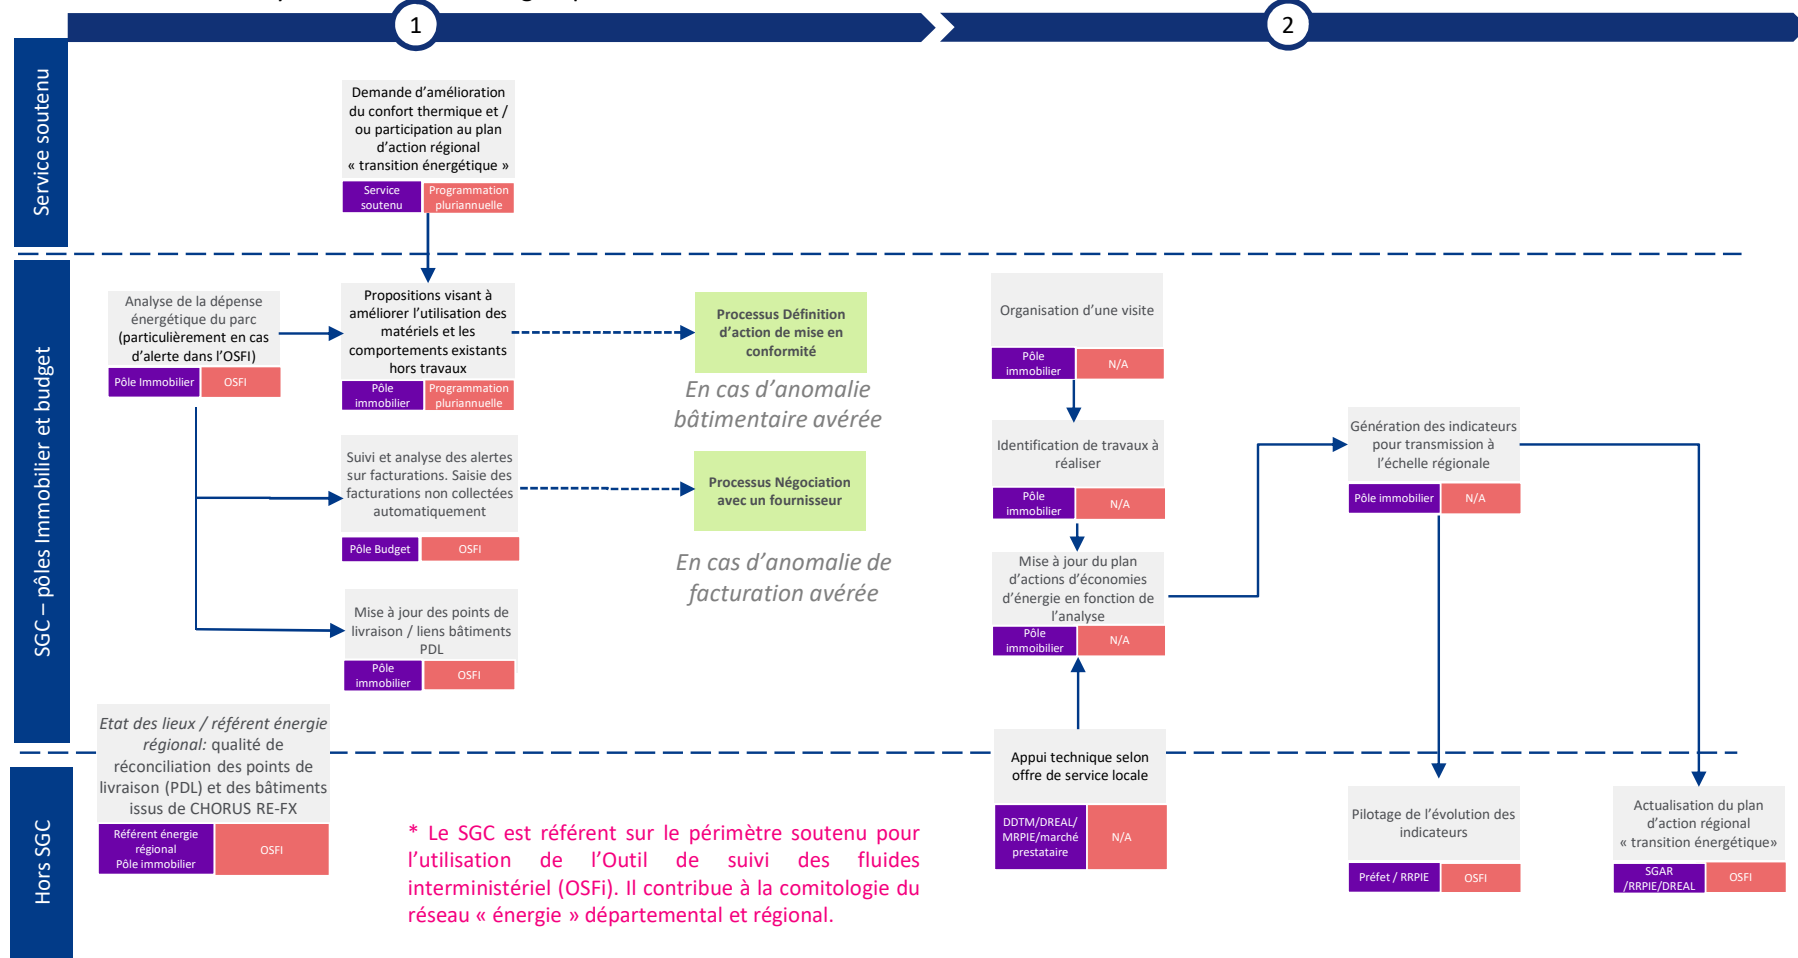 1
2
Service soutenu
Demande d’amélioration
du confort thermique et /
ou participation au plan
d’action régional
« transition énergétique »
Service
soutenu
Programmation
pluriannuelle
SGC – pôles Immobilier et budget
Analyse de la dépense
énergétique du parc
(particulièrement en cas
d’alerte dans l’OSFI)
Pôle Immobilier
OSFI
Propositions visant à
améliorer l’utilisation des
matériels et les
comportements existants
hors travaux
Pôle
immobilier
Programmation
pluriannuelle
Processus Définition
d’action de mise en
conformité
En cas d’anomalie
bâtimentaire avérée
Suivi et analyse des alertes
sur facturations. Saisie des
facturations non collectées
automatiquement
Pôle Budget
OSFI
Processus Négociation
avec un fournisseur
En cas d’anomalie de
facturation avérée
Mise à jour des points de
livraison / liens bâtiments
PDL
Pôle
immobilier
OSFI
Organisation d’une visite
Pôle
immobilier
N/A
Identification de travaux à
réaliser
Pôle
immobilier
N/A
Mise à jour du plan
d’actions d’économies
d’énergie en fonction de
l’analyse
Pôle
immoibilier
N/A
Génération des indicateurs
pour transmission à
l’échelle régionale
Pôle immobilier
N/A
Hors SGC
Etat des lieux / référent énergie
régional: qualité de
réconciliation des points de
livraison (PDL) et des bâtiments
issus de CHORUS RE-FX
Référent énergie
régional
Pôle immobilier
OSFI
* Le SGC est référent sur le périmètre soutenu pour
l’utilisation de l’Outil de suivi des fluides
interministériel (OSFi). Il contribue à la comitologie du
réseau « énergie » départemental et régional.
Appui technique selon
offre de service locale
DDTM/DREAL/
MRPIE/marché
prestataire
N/A
Pilotage de l’évolution des
indicateurs
Préfet / RRPIE
OSFI
Actualisation du plan
d’action régional
« transition énergétique»
SGAR
/RRPIE/DREAL
OSFI